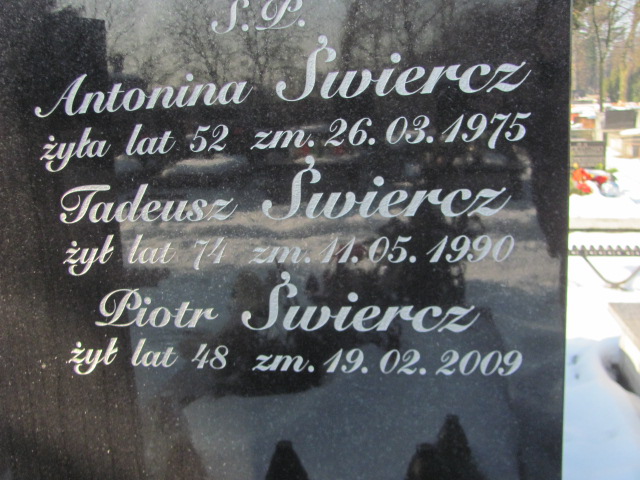 Ś.P.
Antonina Świercz
żyła lat 52 zm. 26.03.1975
Tadeusz Świercz
żył lat 74 zm. 11.05.1990
Piotr Świercz
żył lat 48 zm. 19.02.2009